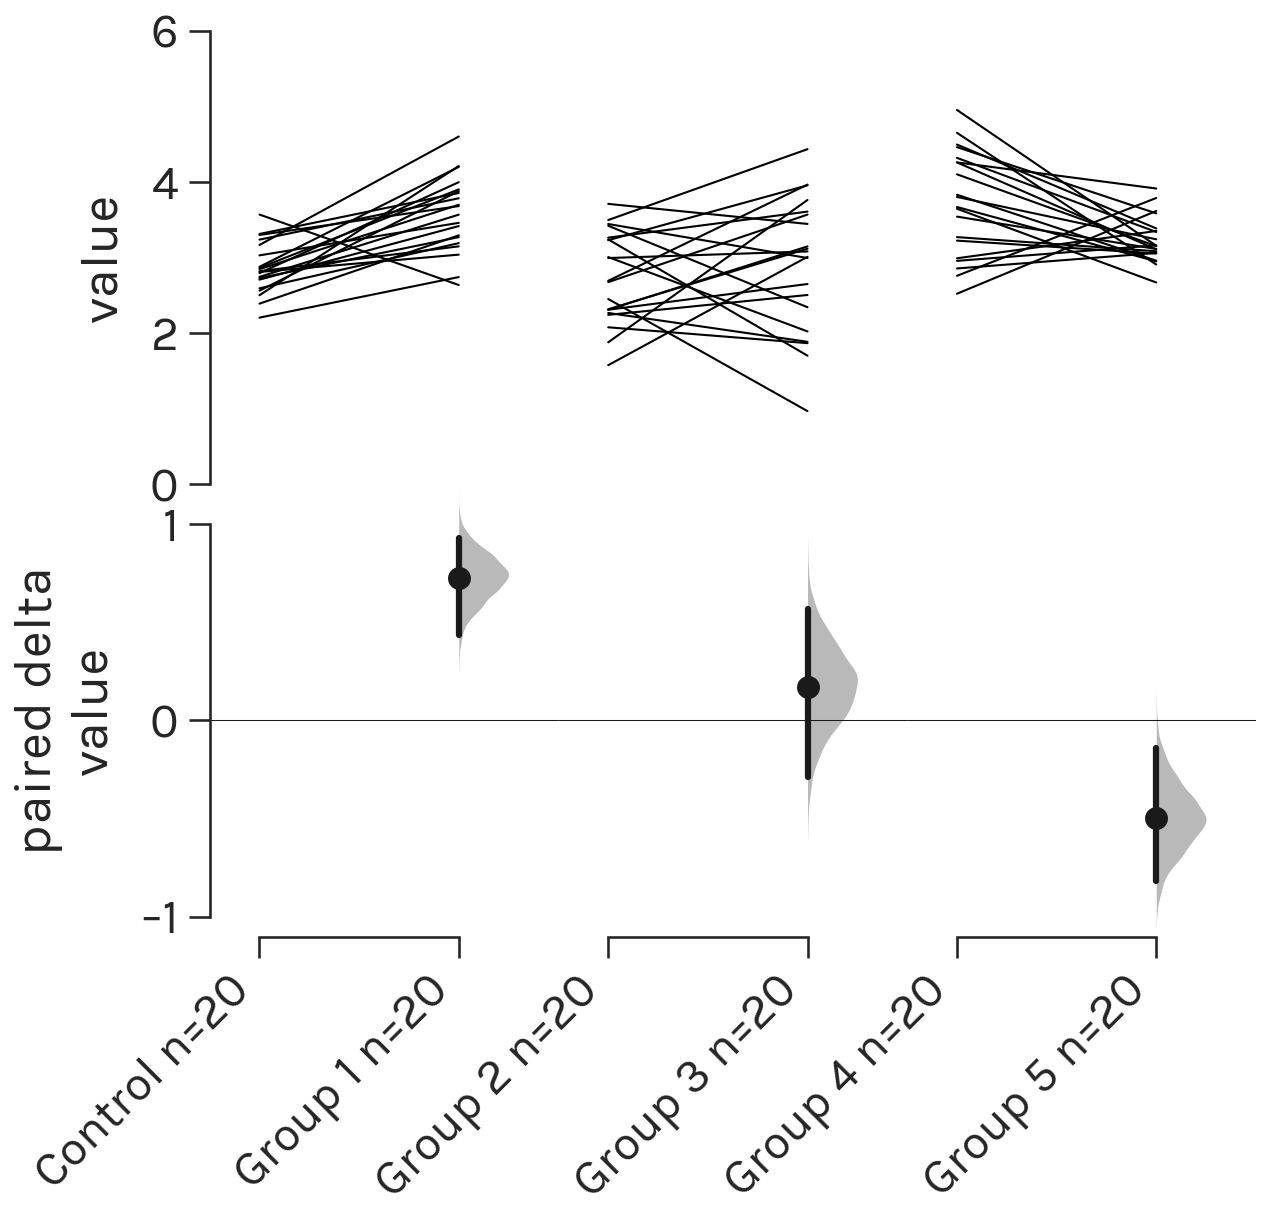 value
6
4
2
0
paired delta
value
1
0
-1
Control n=20
Group 1 n=20
Group 2 n=20
Group 3 n=20
Group 4 n=20
Group 5 n=20